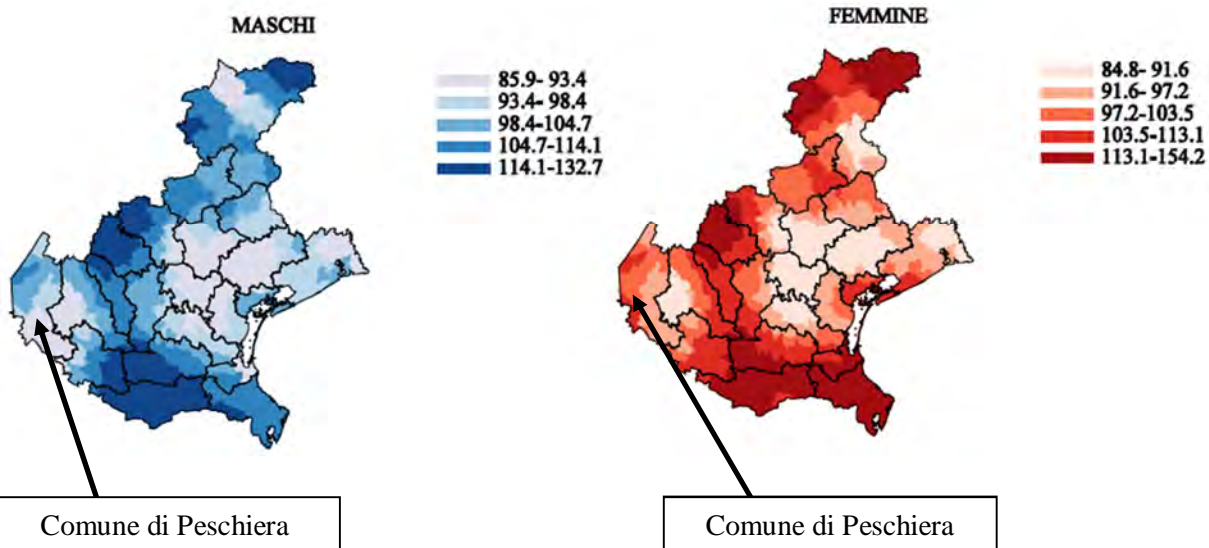 MASCHI
85.9- 93.4
93.4- 98.4
98.4-104.7
104.7-114.1
114.1-132.7
Comune di Peschiera
FEMMINE
84.8- 91.6
91.6- 97.2
97.2-103.5
103.5-113.1
113.1-154.2
Comune di Peschiera